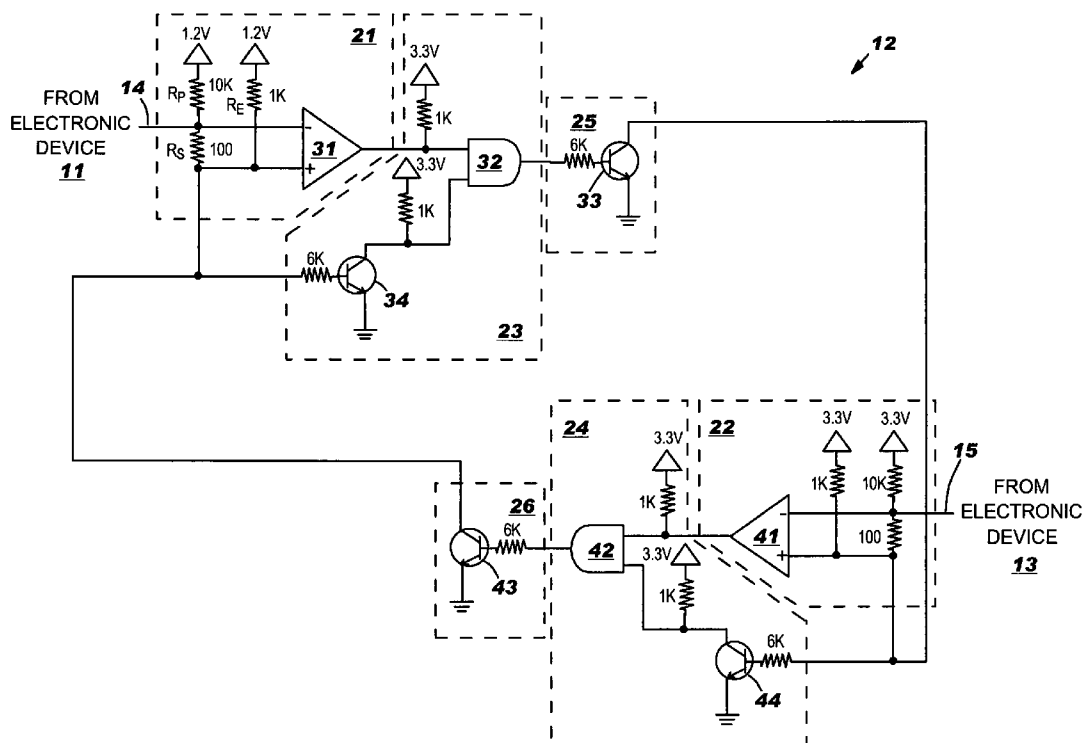 1.2V
1.2V
21
3.3V
12
FROM
ELECTRONIC
DEVICE
11
14
RP
10K
RE
1K
1K
RS
100
-
+
31
3.3V
32
25
6K
33
1K
6K
34
23
24
22
3.3V
3.3V
3.3V
15
1K
1K
10K
FROM
ELECTRONIC
DEVICE
13
26
6K
43
42
3.3V
41
-
+
100
1K
6K
44